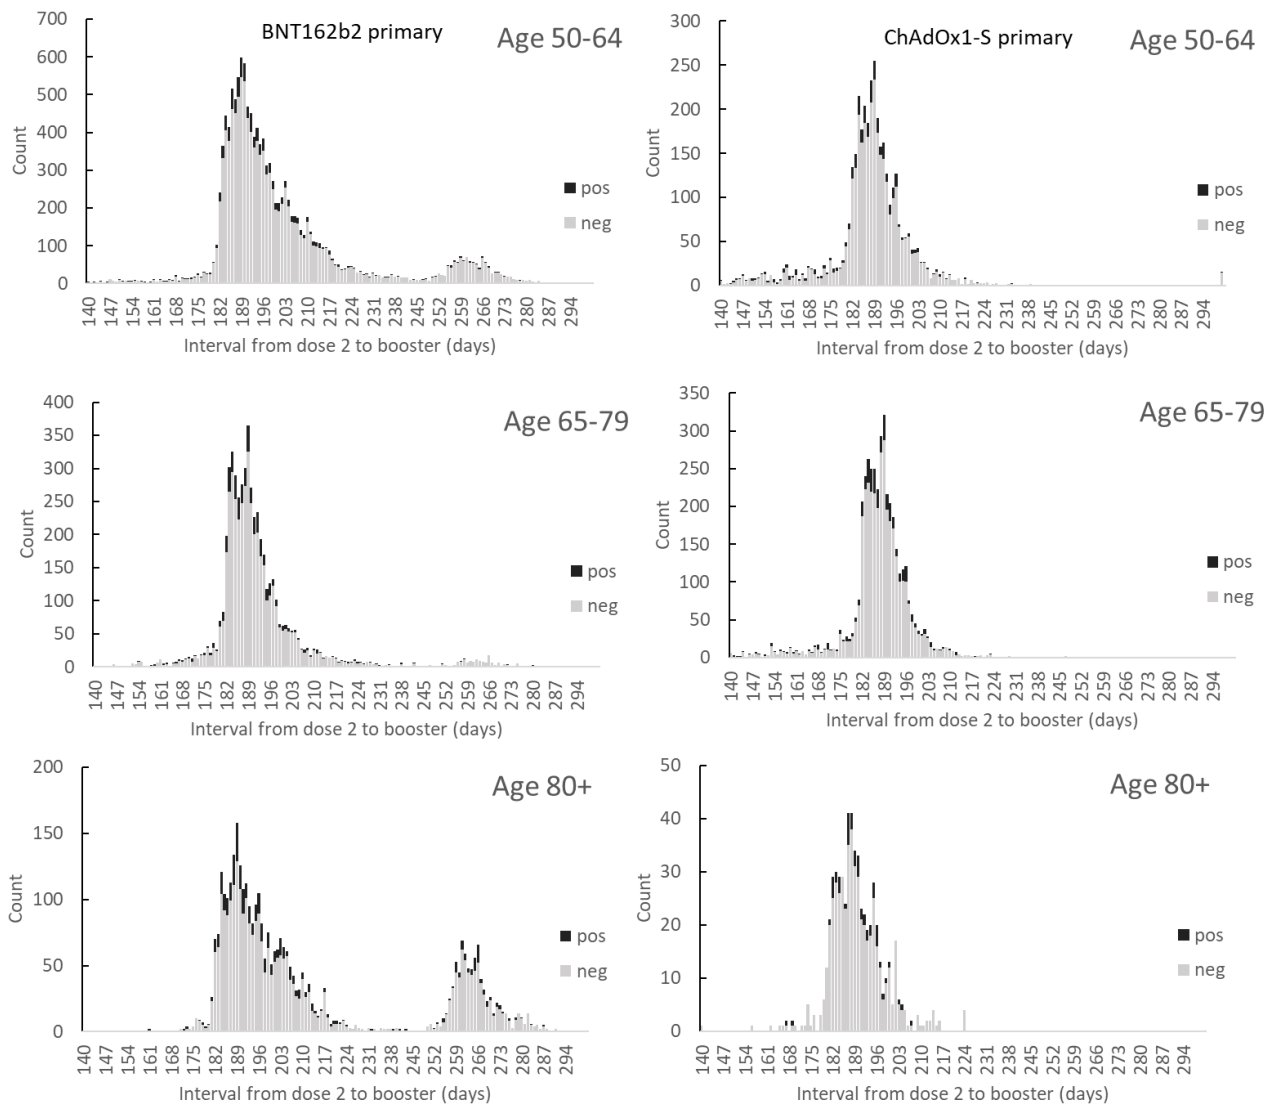 BNT162b2 primary
Age 50-64
Count
700
600
500
400
300
200
100
0
pos
neg
140 147 154 161 168 175 182 189 196 203 210 217 224 231 238 245 252 259 266 273 280 287 294
Interval from dose 2 to booster (days)
ChAdOx1-S primary
Age 50-64
Count
300
250
200
150
100
50
0
pos
neg
140 147 154 161 168 175 182 189 196 203 210 217 224 231 238 245 252 259 266 273 280 287 294
Interval from dose 2 to booster (days)
Age 65-79
Count
400
350
300
250
200
150
100
50
0
pos
neg
140 147 154 161 168 175 182 189 196 203 210 217 224 231 238 245 252 259 266 273 280 287 294
Interval from dose 2 to booster (days)
Age 65-79
Count
350
300
250
200
150
100
50
0
pos
neg
140 147 154 161 168 175 182 189 196 203 210 217 224 231 238 245 252 259 266 273 280 287 294
Interval from dose 2 to booster (days)
Age 80+
Count
200
150
100
50
0
pos
neg
140 147 154 161 168 175 182 189 196 203 210 217 224 231 238 245 252 259 266 273 280 287 294
Interval from dose 2 to booster (days)
Age 80+
Count
50
40
30
20
10
0
pos
neg
140 147 154 161 168 175 182 189 196 203 210 217 224 231 238 245 252 259 266 273 280 287 294
Interval from dose 2 to booster (days)